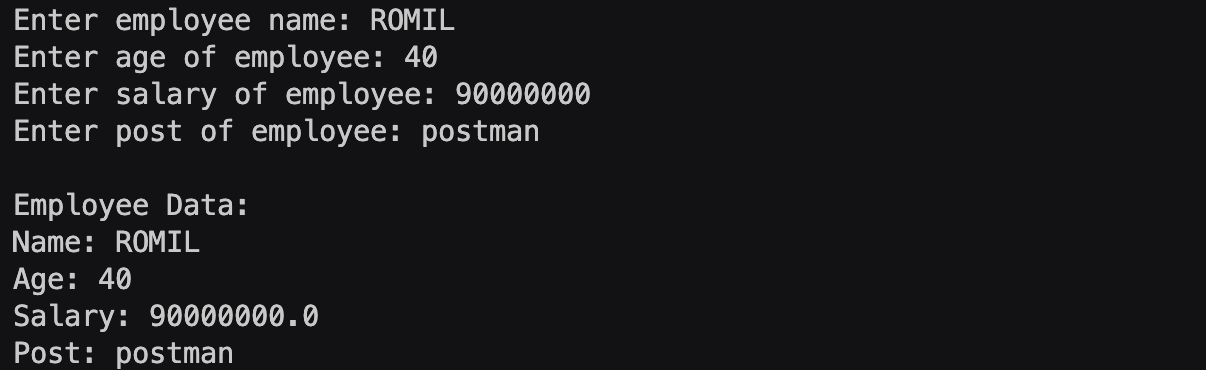 Enter employee name: ROMIL
Enter age of employee: 40
Enter salary of employee: 90000000
Enter post of employee: postman

Employee Data:
Name: ROMIL
Age: 40
Salary: 90000000.0
Post: postman